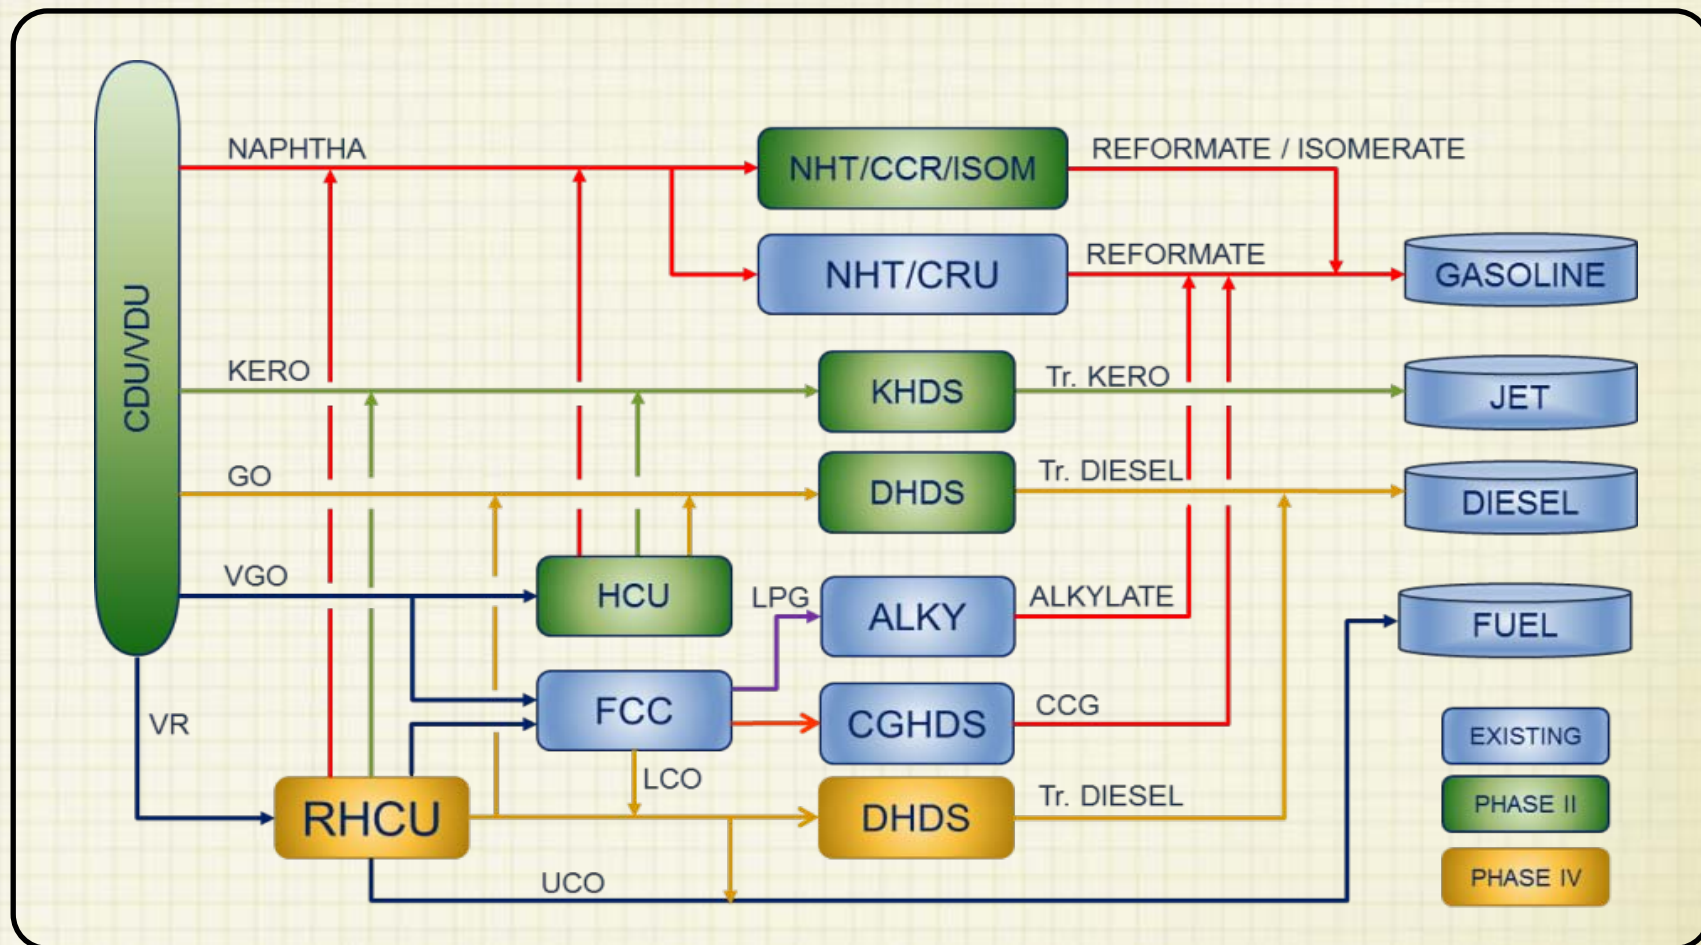 NAPHTHA
NHT/CCR/ISOM
REFORMATE / ISOMERATE
NHT/CRU
REFORMATE
GASOLINE
CDU/VDU
KERO
KHDS
Tr. KERO
JET
GO
DHDS
Tr. DIESEL
DIESEL
VGO
HCU
LPG
ALKY
ALKYLATE
FUEL
VR
FCC
CGHDS
CCG
EXISTING
LCO
RHCU
DHDS
Tr. DIESEL
PHASE II
UCO
PHASE IV